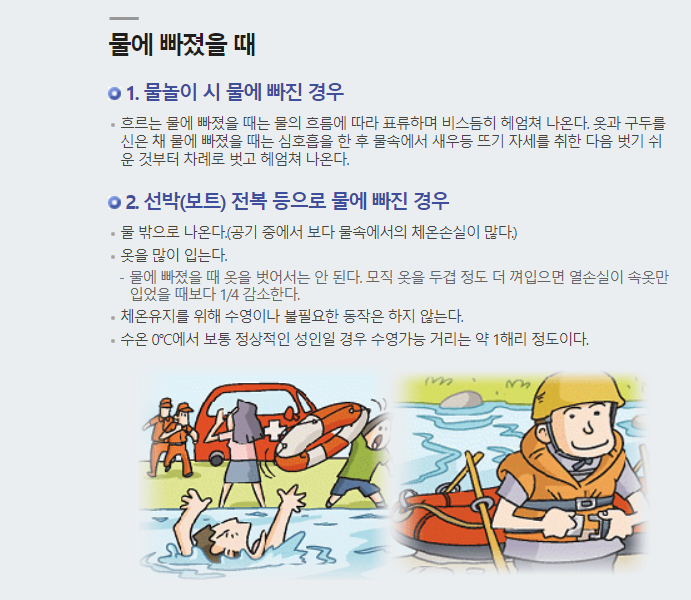 물에 빠졌을 때
1. 물놀이 시 물에 빠진 경우
흐르는 물에 빠졌을 때는 물의 흐름에 따라 표류하며 비스듬히 헤엄쳐 나온다. 옷과 구두를
신은 채 물에 빠졌을 때는 심호흡을 한 후 물속에서 새우등 뜨기 자세를 취한 다음 벗기 쉬
운 것부터 차례로 벗고 헤엄쳐 나온다.
2. 선박(보트) 전복 등으로 물에 빠진 경우
물 밖으로 나온다.(공기 중에서 보다 물속에서의 체온손실이 많다.)
옷을 많이 입는다.
- 물에 빠졌을 때 옷을 벗어서는 안 된다. 모직 옷을 두겹 정도 더 껴입으면 열손실이 속옷만
입었을 때보다 1/4 감소한다.
체온유지를 위해 수영이나 불필요한 동작은 하지 않는다.
수온 0℃에서 보통 정상적인 성인일 경우 수영가능 거리는 약 1해리 정도이다.